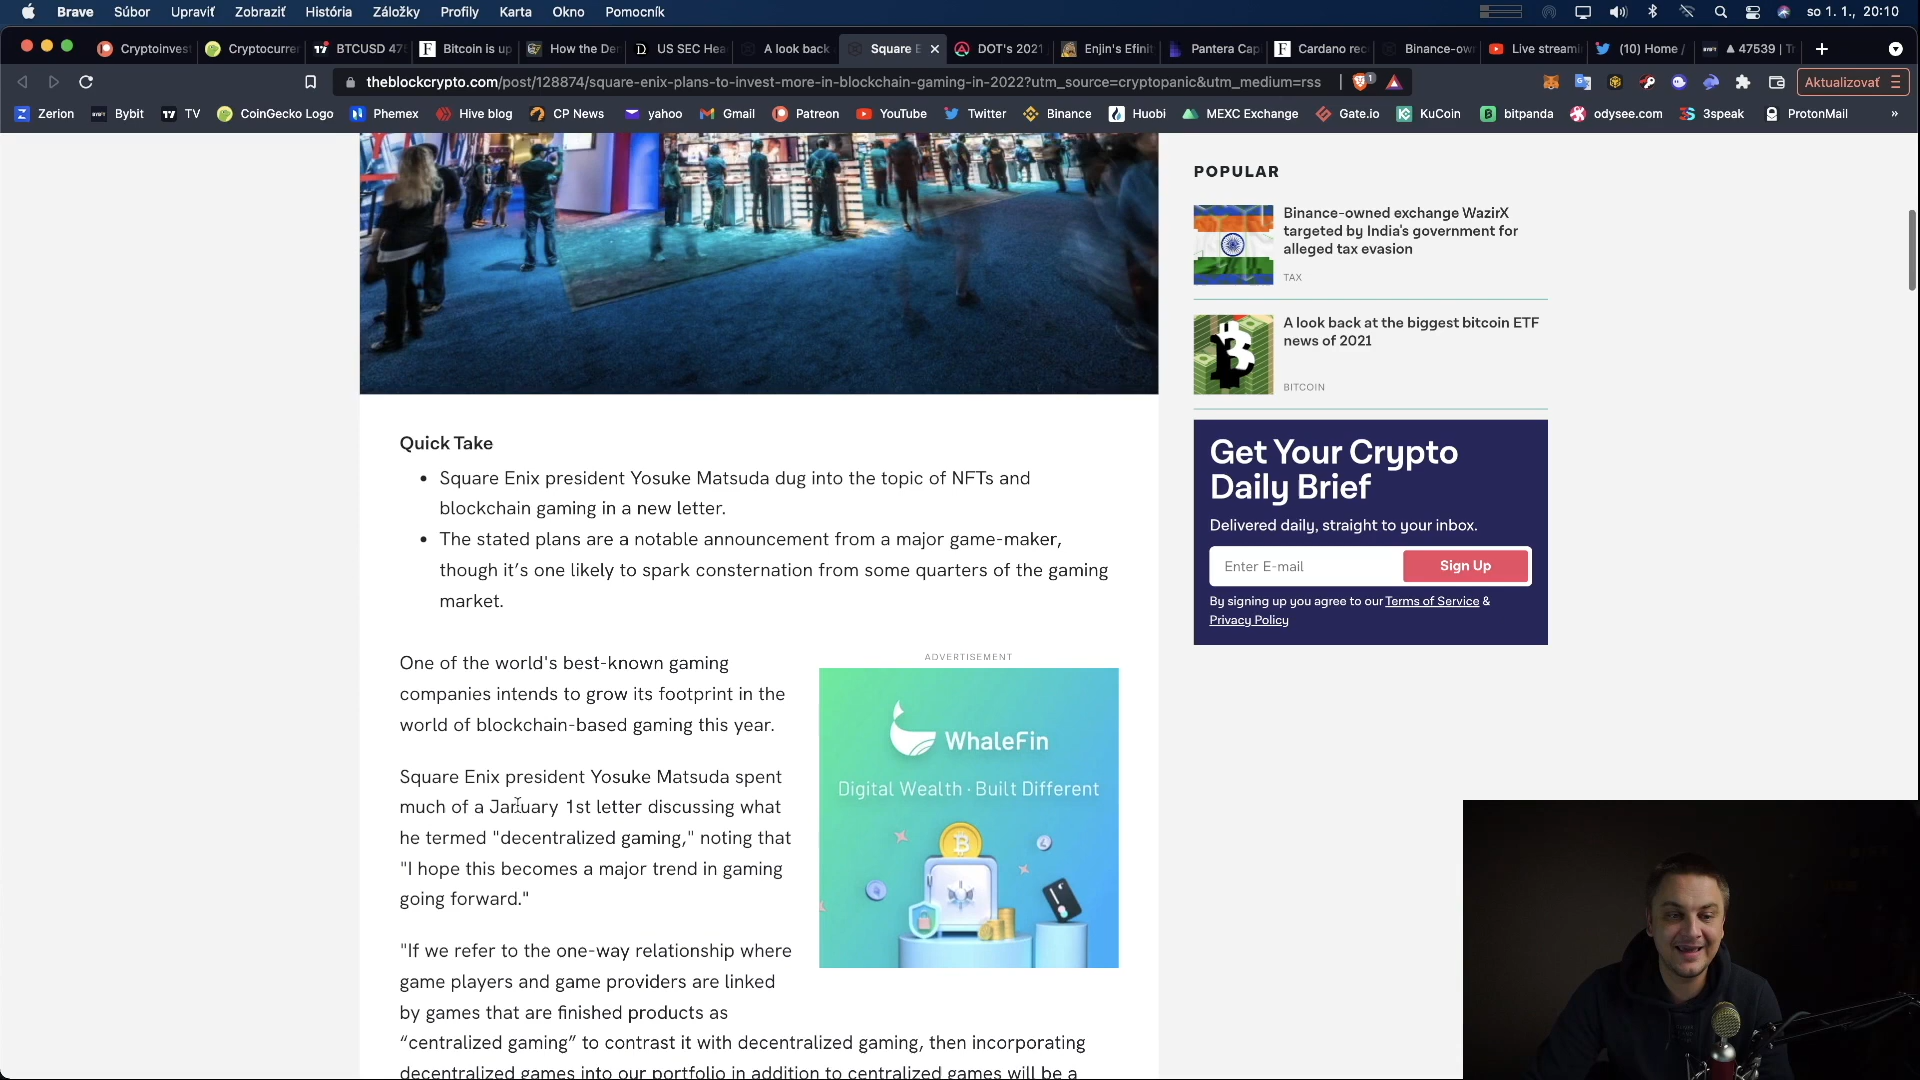 Brave Súbor Upraviť Zobraziť História Záložky Profily Karta Okno Pomocník so 1. 1., 20:10
Cryptoinvest Cryptocurre BTCUSD 47 Bitcoin is up How the De US SEC Hea A look back Square E DOT's 2021 Enjin's Efinit Pantera Cap Cardano rec Binance-ow Live streami (10) Home / 47539 | T
theblockcrypto.com/post/128874/square-enix-plans-to-invest-more-in-blockchain-gaming-in-2022?utm_source=cryptopanic&utm_medium=rss 1 Aktualizovať
Zerion Bybit TV CoinGecko Logo Phemex Hive blog CP News yahoo Gmail Patreon YouTube Twitter Binance Huobi MEXC Exchange Gate.io KuCoin bitpanda odysee.com 3speak ProtonMail »
POPULAR
Binance-owned exchange WazirX
targeted by India's government for
alleged tax evasion
TAX
A look back at the biggest bitcoin ETF
news of 2021
BITCOIN
Get Your Crypto
Daily Brief
Delivered daily, straight to your inbox.
Enter E-mail Sign Up
By signing up you agree to our Terms of Service &
Privacy Policy
Quick Take
• Square Enix president Yosuke Matsuda dug into the topic of NFTs and
blockchain gaming in a new letter.
• The stated plans are a notable announcement from a major game-maker,
though it’s one likely to spark consternation from some quarters of the gaming
market.
One of the world's best-known gaming
companies intends to grow its footprint in the
world of blockchain-based gaming this year.
Square Enix president Yosuke Matsuda spent
much of a January 1st letter discussing what
he termed "decentralized gaming," noting that
"I hope this becomes a major trend in gaming
going forward."
"If we refer to the one-way relationship where
game players and game providers are linked
by games that are finished products as
“centralized gaming” to contrast it with decentralized gaming, then incorporating
decentralized games into our portfolio in addition to centralized games will be a
ADVERTISEMENT
WhaleFin
Digital Wealth · Built Different